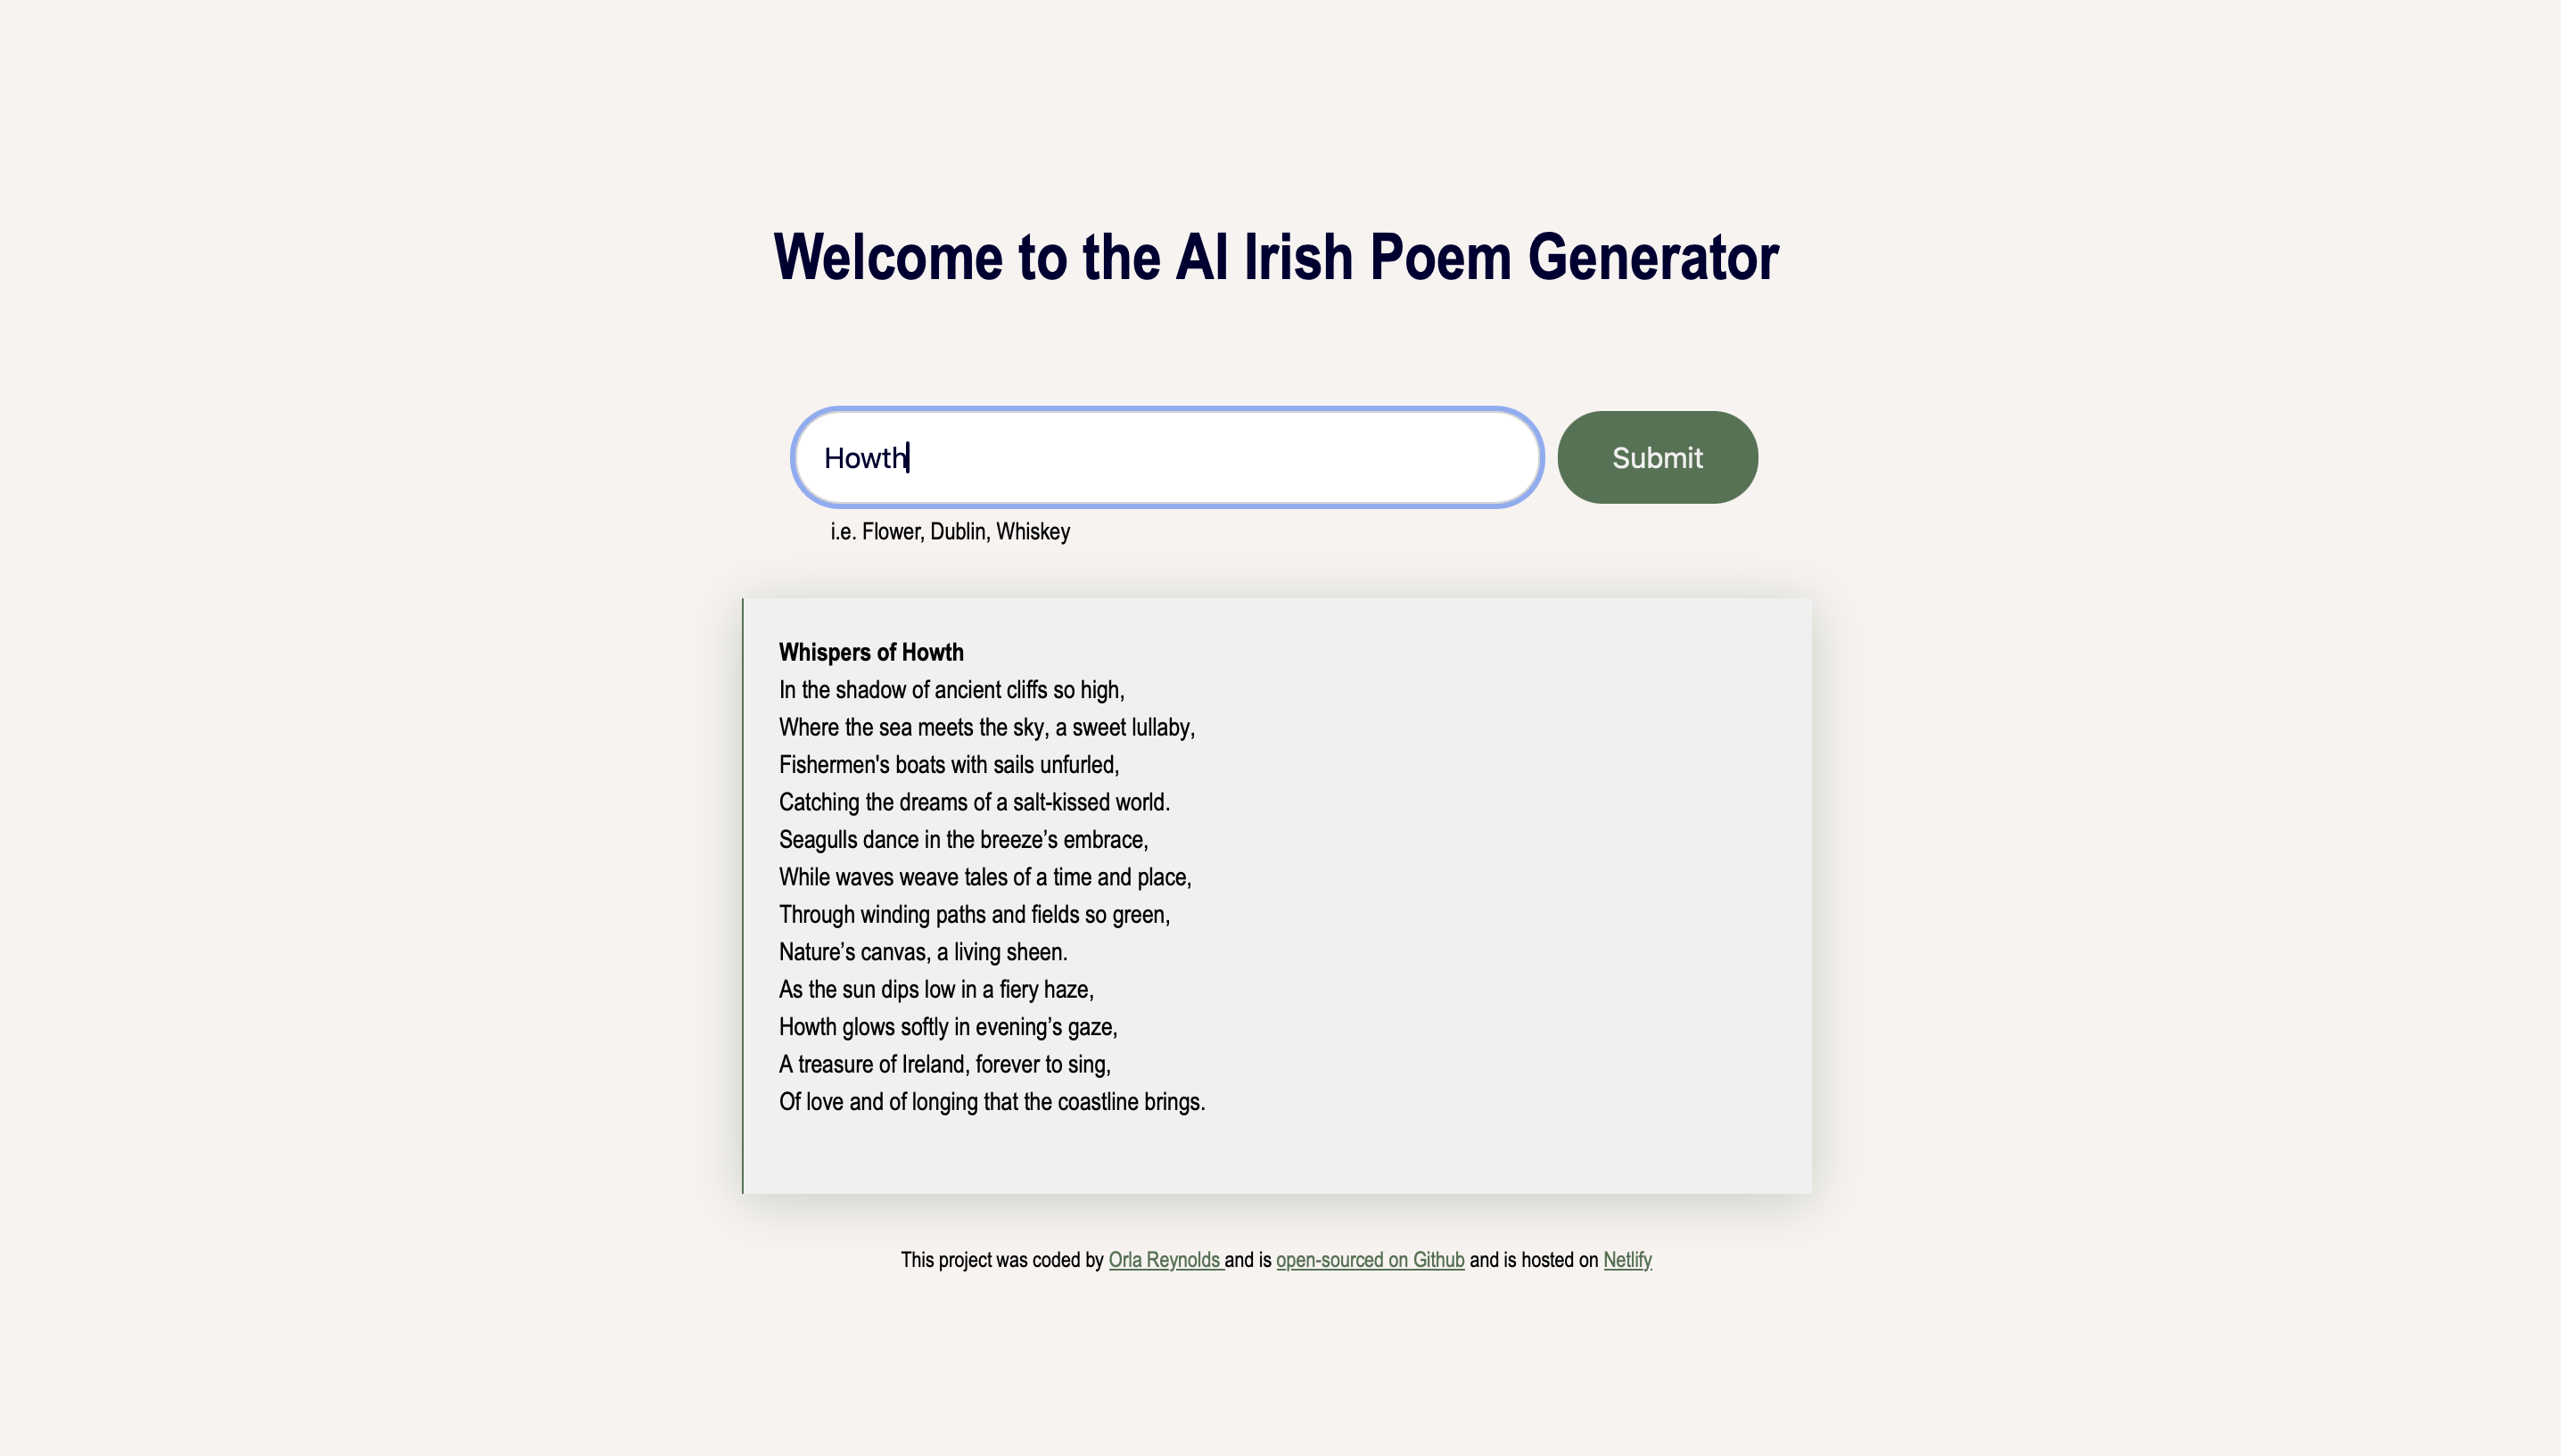 Welcome to the AI Irish Poem Generator
Howth
Submit
i.e. Flower, Dublin, Whiskey
Whispers of Howth
In the shadow of ancient cliffs so high,
Where the sea meets the sky, a sweet lullaby,
Fishermen's boats with sails unfurled,
Catching the dreams of a salt-kissed world.
Seagulls dance in the breeze’s embrace,
While waves weave tales of a time and place,
Through winding paths and fields so green,
Nature’s canvas, a living sheen.
As the sun dips low in a fiery haze,
Howth glows softly in evening’s gaze,
A treasure of Ireland, forever to sing,
Of love and of longing that the coastline brings.
This project was coded by Orla Reynolds and is open-sourced on Github and is hosted on Netlify